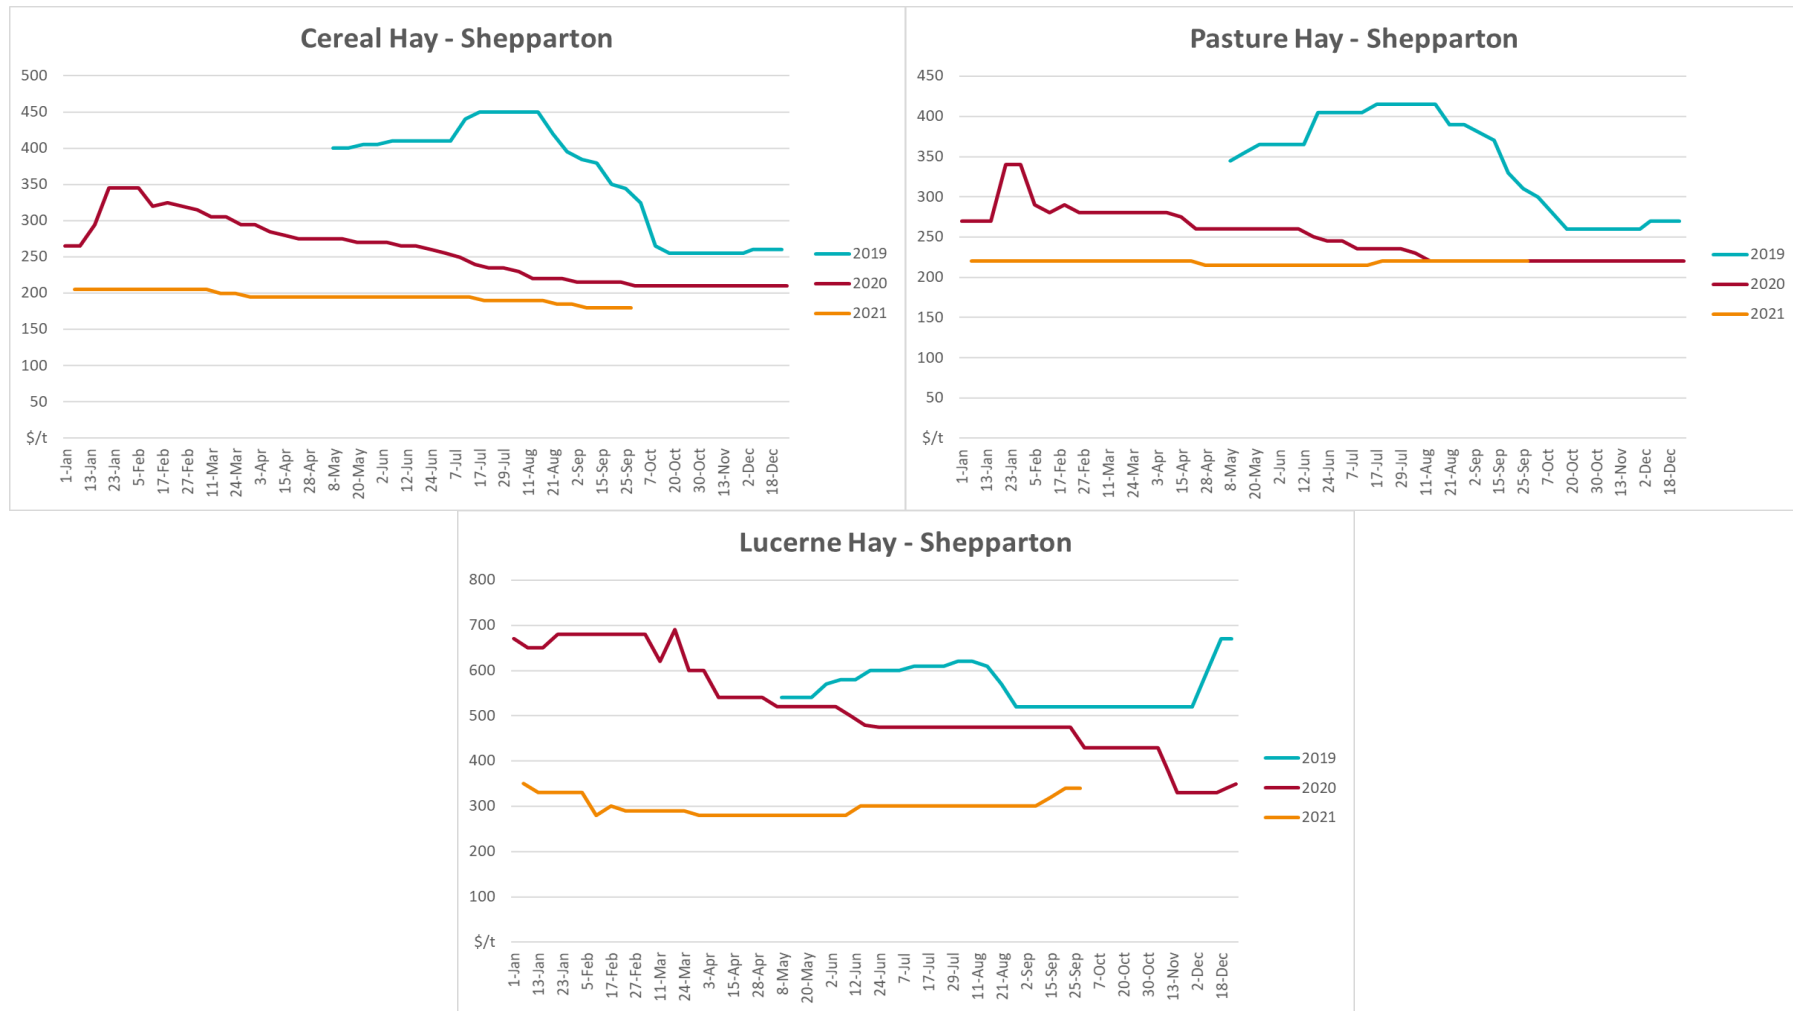 Cereal Hay - Shepparton
500
450
400
350
300
250
200
150
100
50
$/t
1-Jan
13-Jan
23-Jan
5-Feb
17-Feb
27-Feb
11-Mar
24-Mar
3-Apr
15-Apr
28-Apr
8-May
20-May
2-Jun
12-Jun
24-Jun
7-Jul
17-Jul
29-Jul
11-Aug
21-Aug
2-Sep
15-Sep
25-Sep
7-Oct
20-Oct
30-Oct
13-Nov
2-Dec
18-Dec
2019
2020
2021
Pasture Hay - Shepparton
450
400
350
300
250
200
150
100
50
$/t
1-Jan
13-Jan
23-Jan
5-Feb
17-Feb
27-Feb
11-Mar
24-Mar
3-Apr
15-Apr
28-Apr
8-May
20-May
2-Jun
12-Jun
24-Jun
7-Jul
17-Jul
29-Jul
11-Aug
21-Aug
2-Sep
15-Sep
25-Sep
7-Oct
20-Oct
30-Oct
13-Nov
2-Dec
18-Dec
2019
2020
2021
Lucerne Hay - Shepparton
800
700
600
500
400
300
200
100
$/t
1-Jan
13-Jan
23-Jan
5-Feb
17-Feb
27-Feb
11-Mar
24-Mar
3-Apr
15-Apr
28-Apr
8-May
20-May
2-Jun
12-Jun
24-Jun
7-Jul
17-Jul
29-Jul
11-Aug
21-Aug
2-Sep
15-Sep
25-Sep
7-Oct
20-Oct
30-Oct
13-Nov
2-Dec
18-Dec
2019
2020
2021